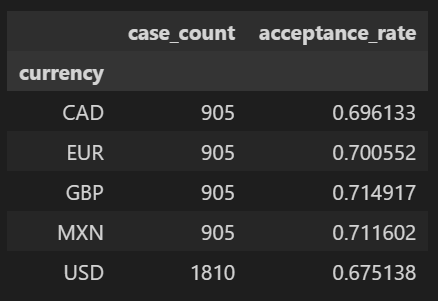 case_count acceptance_rate
currency
CAD 905 0.696133
EUR 905 0.700552
GBP 905 0.714917
MXN 905 0.711602
USD 1810 0.675138